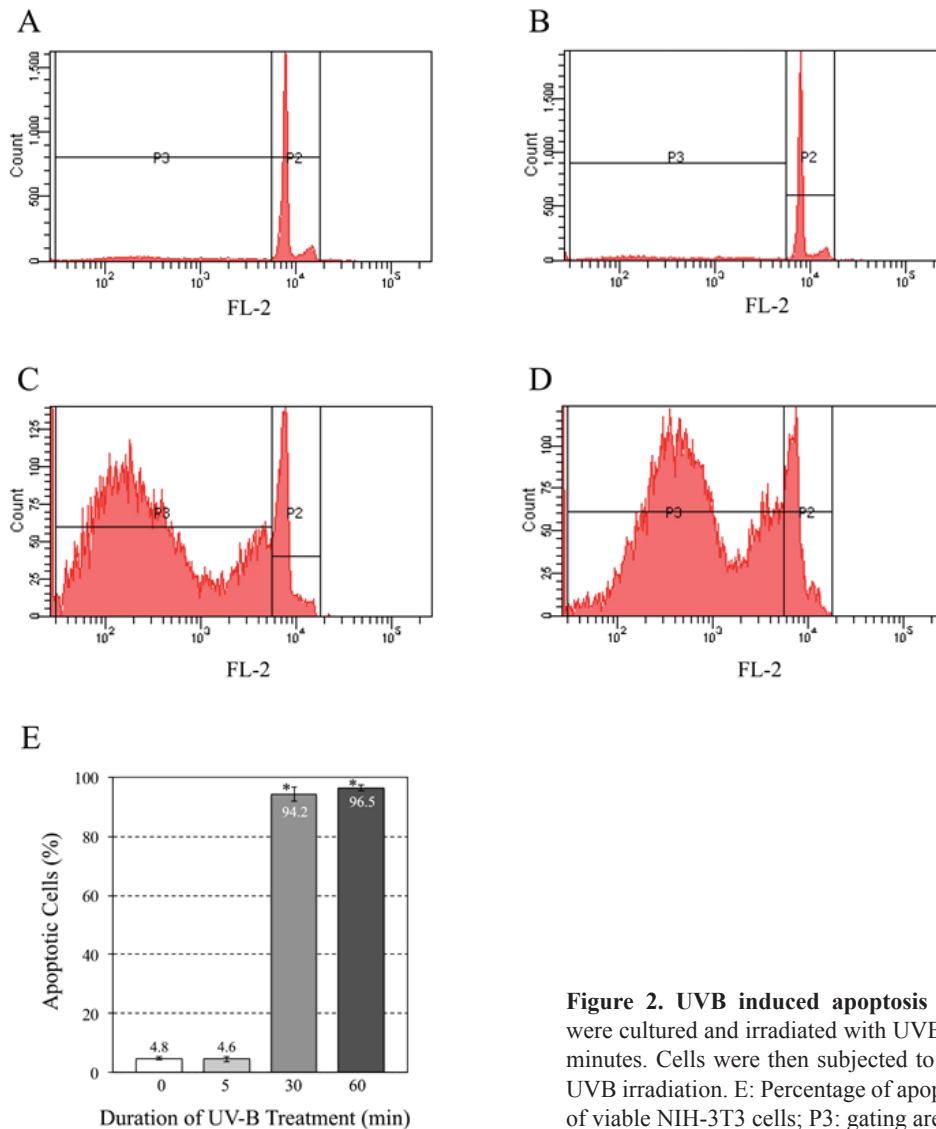 A
B
Count
1,500
1,000
500
0
P3
P2
10² 10³ 10⁴ 10⁵
FL-2
Count
1,500
1,000
500
0
P3
P2
10² 10³ 10⁴ 10⁵
FL-2
C
D
Count
125
100
75
50
25
0
P3
P2
10² 10³ 10⁴ 10⁵
FL-2
Count
100
75
50
25
0
P3
P2
10² 10³ 10⁴ 10⁵
FL-2
E
Apoptotic Cells (%)
100
80
60
40
20
0
4.8
4.6
*
94.2
*
96.5
0 5 30 60
Duration of UV-B Treatment (min)
Figure 2. UVB induced apoptosis
were cultured and irradiated with UVB
minutes. Cells were then subjected to
UVB irradiation. E: Percentage of apop
of viable NIH-3T3 cells; P3: gating are